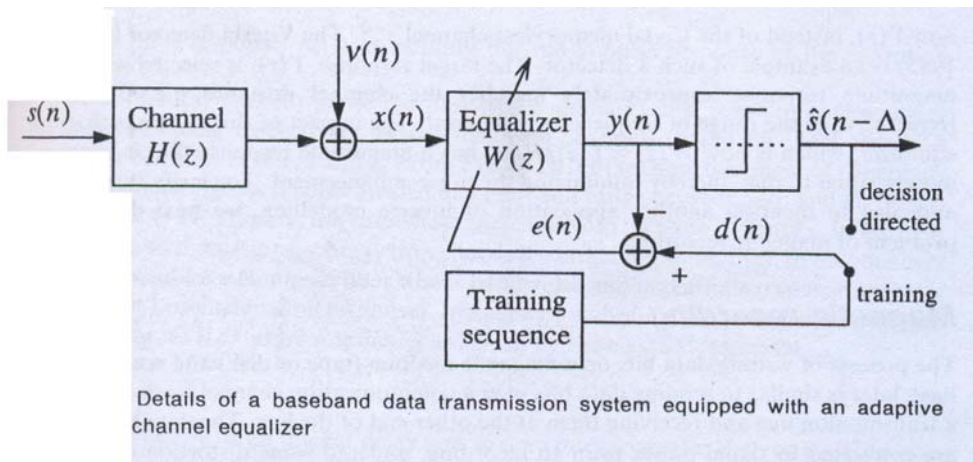 ν(n)
s(n)
Channel
H(z)
x(n)
Equalizer
W(z)
y(n)
ŝ(n − Δ)
decision
directed
e(n)
d(n)
+
training
Training
sequence
Details of a baseband data transmission system equipped with an adaptive
channel equalizer